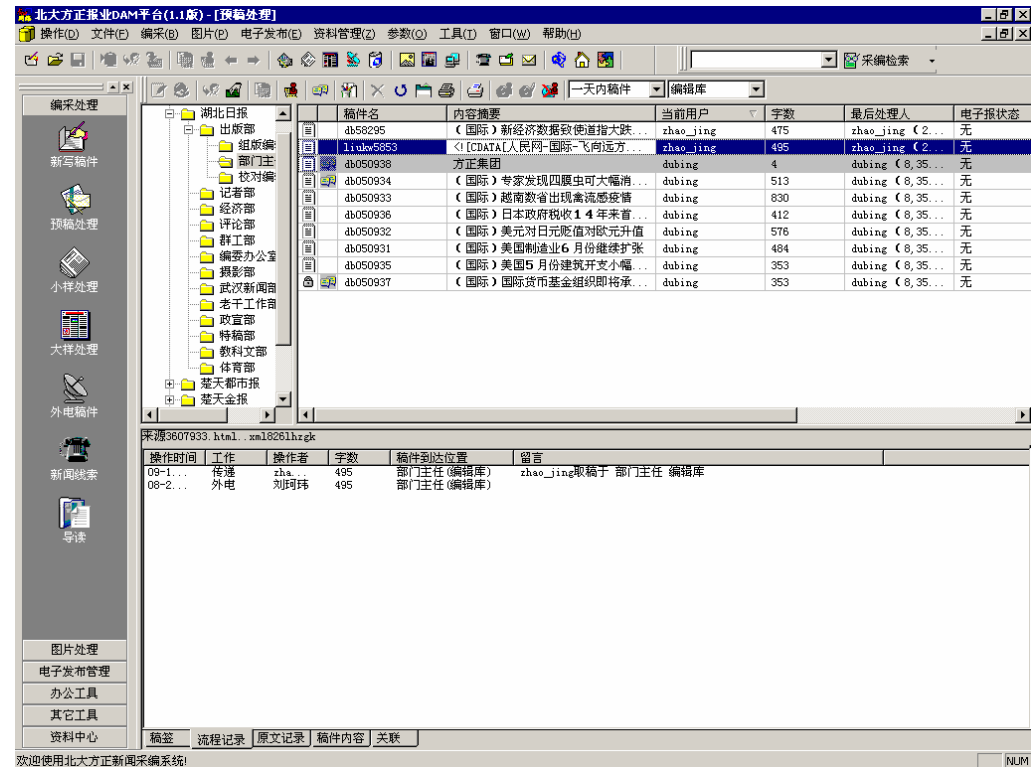 北大方正报业DAM平台(1.1版) - [预稿处理]
操作(D) 文件(F) 编采(B) 图片(P) 电子发布(E) 资料管理(Z) 参数(O) 工具(T) 窗口(W) 帮助(H)
采编检索
编采处理
一天内稿件 编辑库
新写稿件
预稿处理
小样处理
大样处理
外电稿件
新闻线索
导读
图片处理
电子发布管理
办公工具
其它工具
资料中心
湖北日报
出版部
组版编
部门主
校对编
记者部
经济部
评论部
群工部
编委办公室
摄影部
武汉新闻部
老干工作部
政宣部
特稿部
教科文部
体育部
楚天都市报
楚天金报
稿件名 内容摘要 当前用户 字数 最后处理人 电子报状态
db58295 (国际)新经济数据致使道指大跌... zhao_jing 475 zhao_jing (2... 无
liukw5853 <![CDATA[人民网-国际-飞向远方... zhao_jing 495 zhao_jing (2... 无
db050938 方正集团 dubing 4 dubing (8,35... 无
db050934 (国际)专家发现四膜虫可大幅消... dubing 513 dubing (8,35... 无
db050933 (国际)越南数省出现禽流感疫情 dubing 830 dubing (8,35... 无
db050936 (国际)日本政府税收14年来首... dubing 412 dubing (8,35... 无
db050932 (国际)美元对日元贬值对欧元升值 dubing 576 dubing (8,35... 无
db050931 (国际)美国制造业6月份继续扩张 dubing 484 dubing (8,35... 无
db050935 (国际)美国5月份建筑开支小幅... dubing 353 dubing (8,35... 无
db050937 (国际)国际货币基金组织即将承... dubing 353 dubing (8,35... 无
来源3607933.html..xml8261hzgk
操作时间 工作 操作者 字数 稿件到达位置 留言
09-1... 传递 zha... 495 部门主任(编辑库) zhao_jing取稿于 部门主任 编辑库
08-2... 外电 刘珂玮 495 部门主任(编辑库)
稿签 流程记录 原文记录 稿件内容 关联
欢迎使用北大方正新闻采编系统! NUM